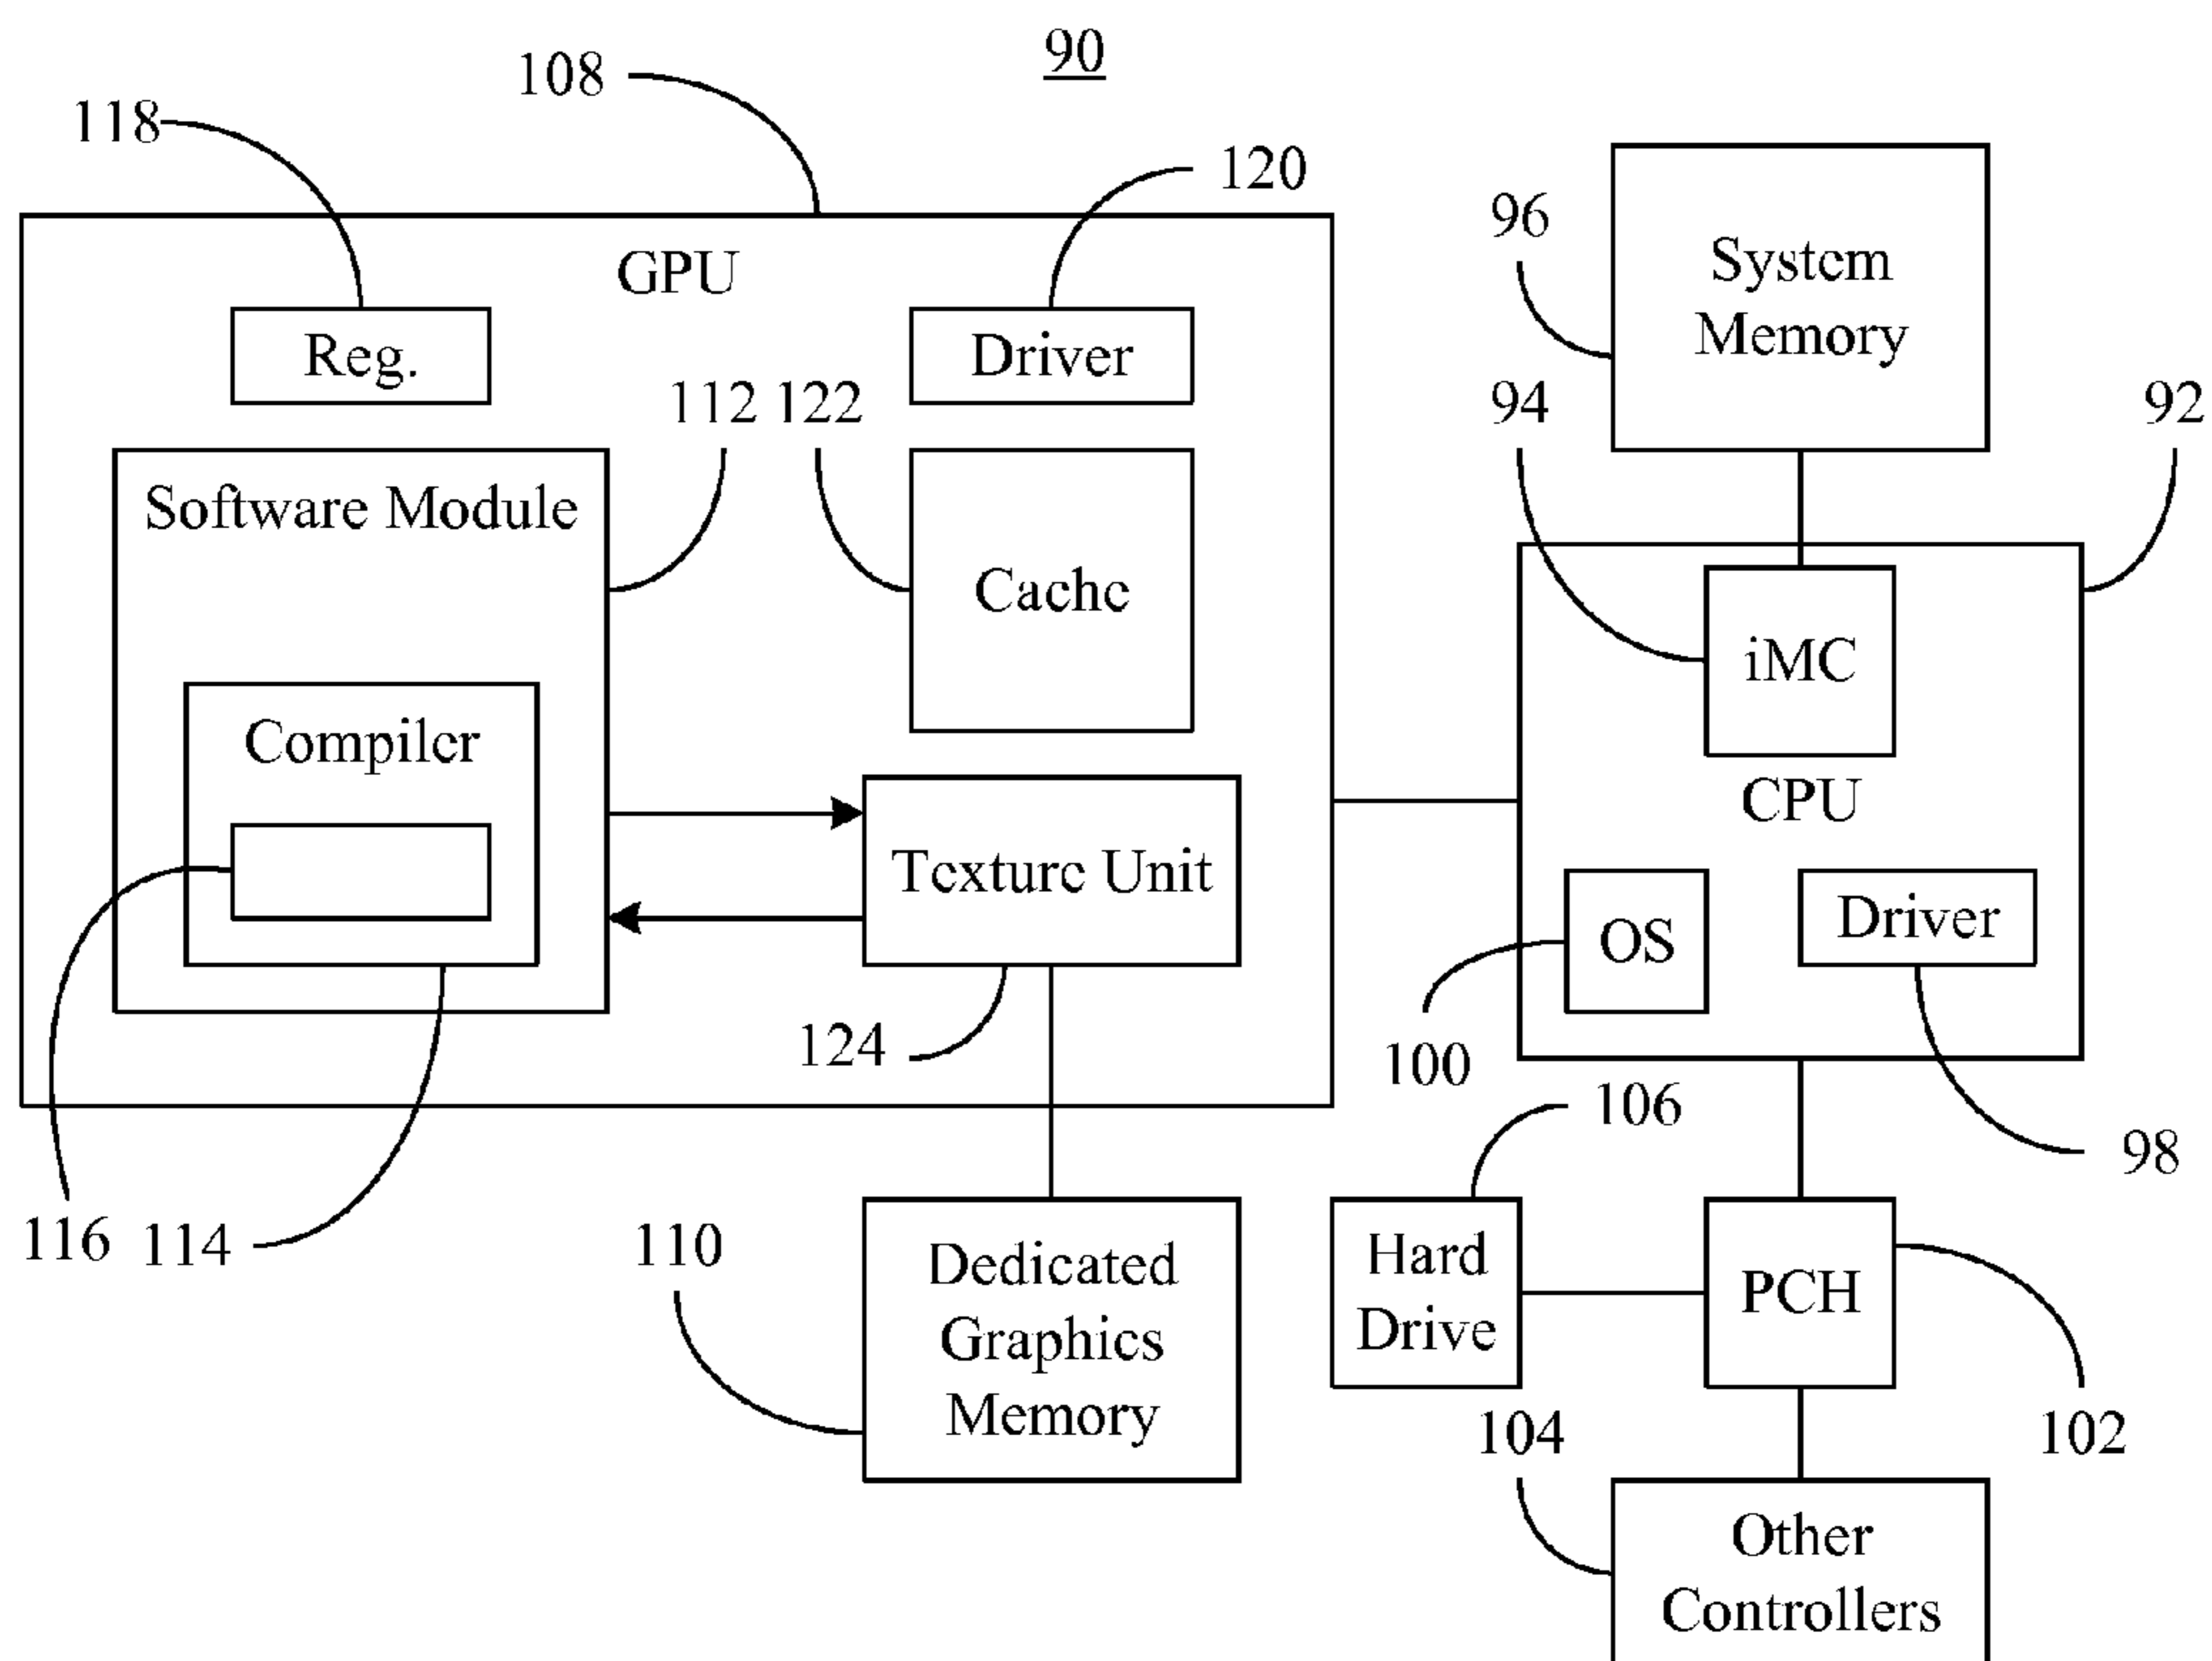 90
108
118
120
GPU
Reg.
Driver
112
122
Software Module
Cache
Compiler
Texture Unit
124
116
114
110
Dedicated
Graphics
Memory
96
System
Memory
94
92
iMC
CPU
OS
Driver
100
106
98
Hard
Drive
PCH
104
102
Other
Controllers